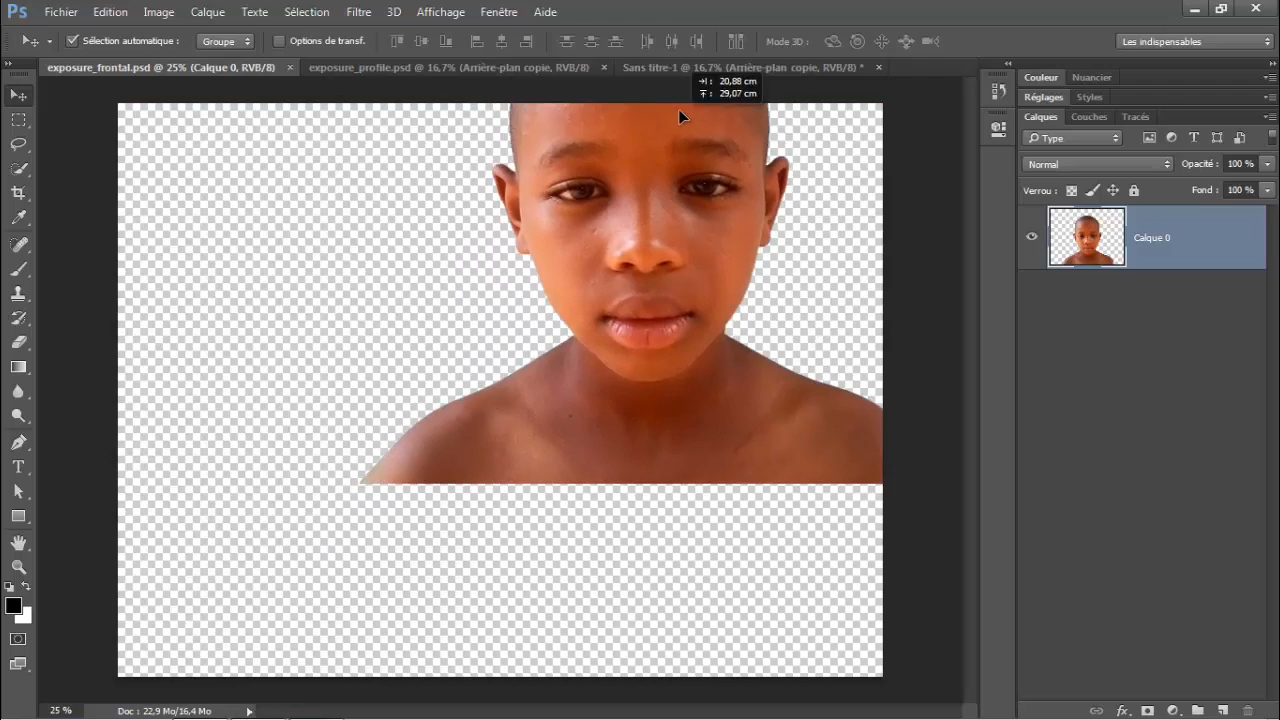 Ps Fichier Edition Image Calque Texte Sélection Filtre 3D Affichage Fenêtre Aide
Sélection automatique : Groupe Options de transf. Mode 3D : Les indispensables
exposure_frontal.psd @ 25% (Calque 0, RVB/8) × exposure_profile.psd @ 16,7% (Arrière-plan copie, RVB/8) × Sans titre-1 @ 16,7% (Arrière-plan copie, RVB/8) * ×
20,88 cm
29,07 cm
Couleur Nuancier
Réglages Styles
Calques Couches Tracés
Type
Normal Opacité : 100 %
Verrou : Fond : 100 %
Calque 0
T
25 % Doc : 22,9 Mo/16,4 Mo
fx